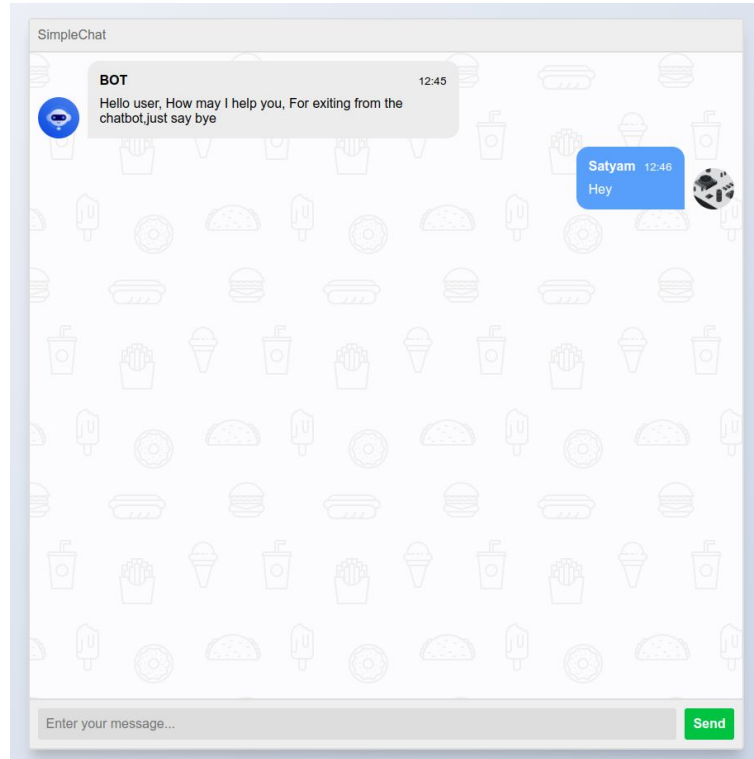 SimpleChat
BOT 12:45
Hello user, How may I help you, For exiting from the
chatbot,just say bye
Satyam 12:46
Hey
Enter your message...
Send